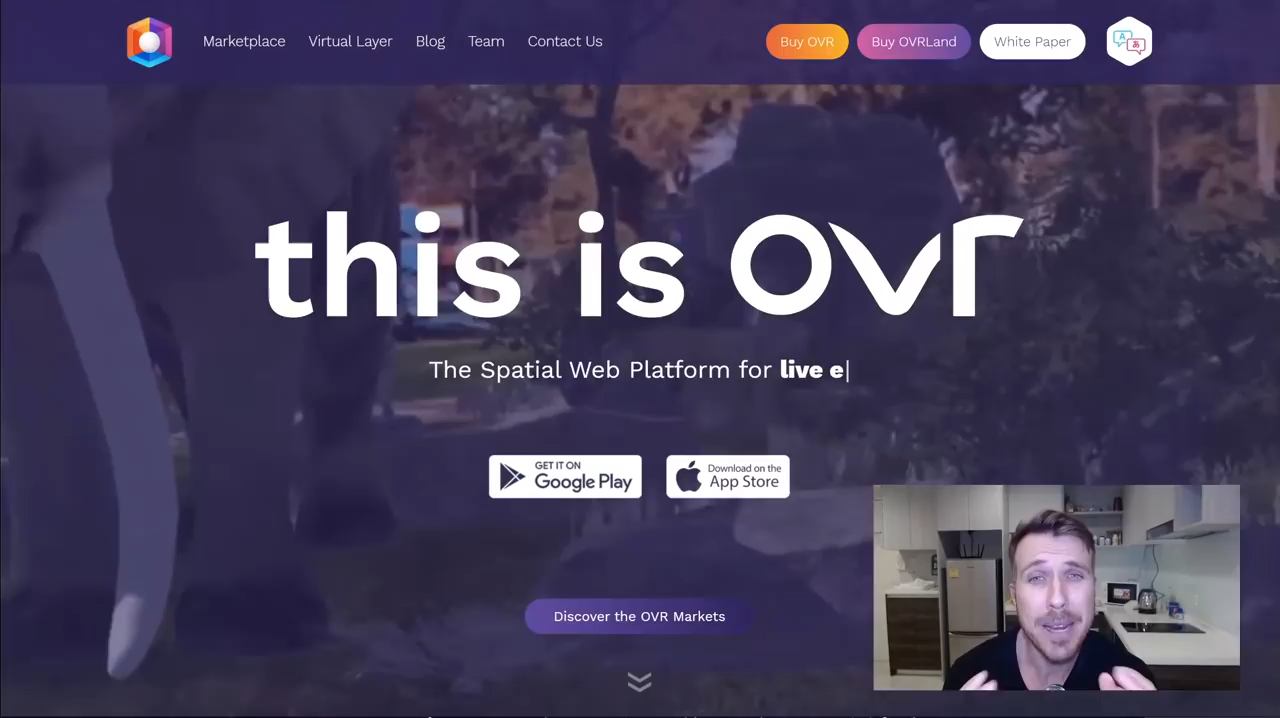 Marketplace
Virtual Layer
Blog
Team
Contact Us
Buy OVR
Buy OVRLand
White Paper
this is ovr
The Spatial Web Platform for live e|
GET IT ON
Google Play
Download on the
App Store
Discover the OVR Markets